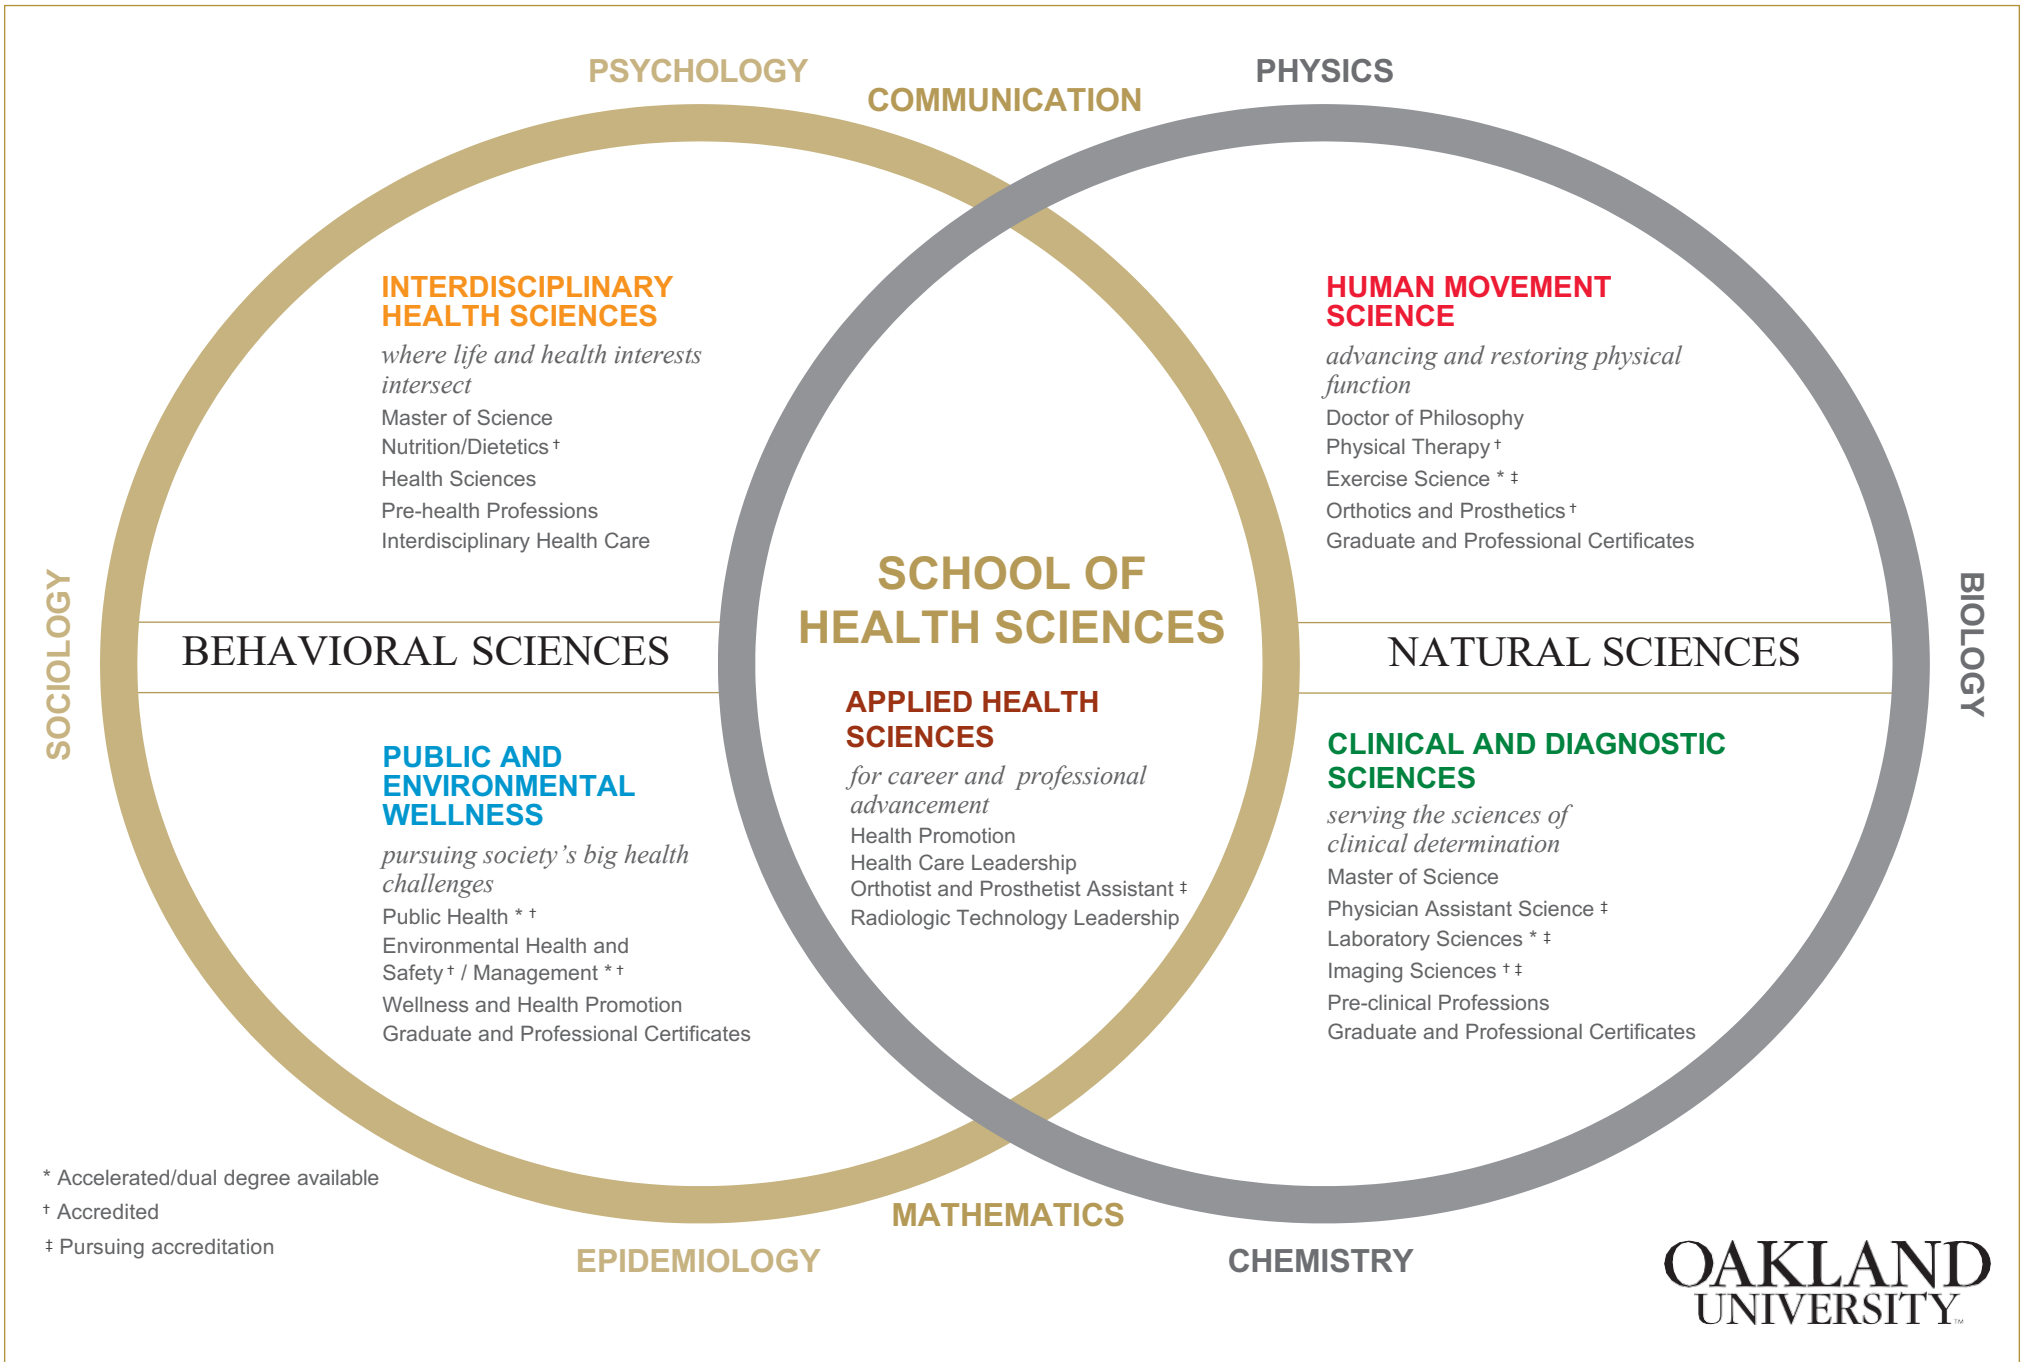 PSYCHOLOGY
COMMUNICATION
PHYSICS
INTERDISCIPLINARY
HEALTH SCIENCES
where life and health interests
intersect
Master of Science
Nutrition/Dietetics †
Health Sciences
Pre-health Professions
Interdisciplinary Health Care
HUMAN MOVEMENT
SCIENCE
advancing and restoring physical
function
Doctor of Philosophy
Physical Therapy †
Exercise Science * ‡
Orthotics and Prosthetics †
Graduate and Professional Certificates
SOCIOLOGY
BEHAVIORAL SCIENCES
SCHOOL OF
HEALTH SCIENCES
NATURAL SCIENCES
BIOLOGY
PUBLIC AND
ENVIRONMENTAL
WELLNESS
pursuing society’s big health
challenges
Public Health * †
Environmental Health and
Safety † / Management * †
Wellness and Health Promotion
Graduate and Professional Certificates
APPLIED HEALTH
SCIENCES
for career and professional
advancement
Health Promotion
Health Care Leadership
Orthotist and Prosthetist Assistant ‡
Radiologic Technology Leadership
CLINICAL AND DIAGNOSTIC
SCIENCES
serving the sciences of
clinical determination
Master of Science
Physician Assistant Science ‡
Laboratory Sciences * ‡
Imaging Sciences † ‡
Pre-clinical Professions
Graduate and Professional Certificates
* Accelerated/dual degree available
† Accredited
‡ Pursuing accreditation
MATHEMATICS
EPIDEMIOLOGY
CHEMISTRY
OAKLAND
UNIVERSITY™